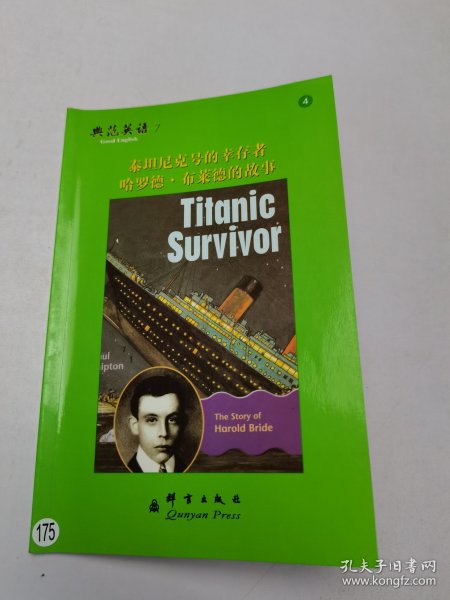 典范英语 7
Good English
4
泰坦尼克号的幸存者
哈罗德·布莱德的故事
Titanic
Survivor
The Story of
Harold Bride
群言出版社
Qunyan Press
175
孔夫子旧书网
www.kongfz.com